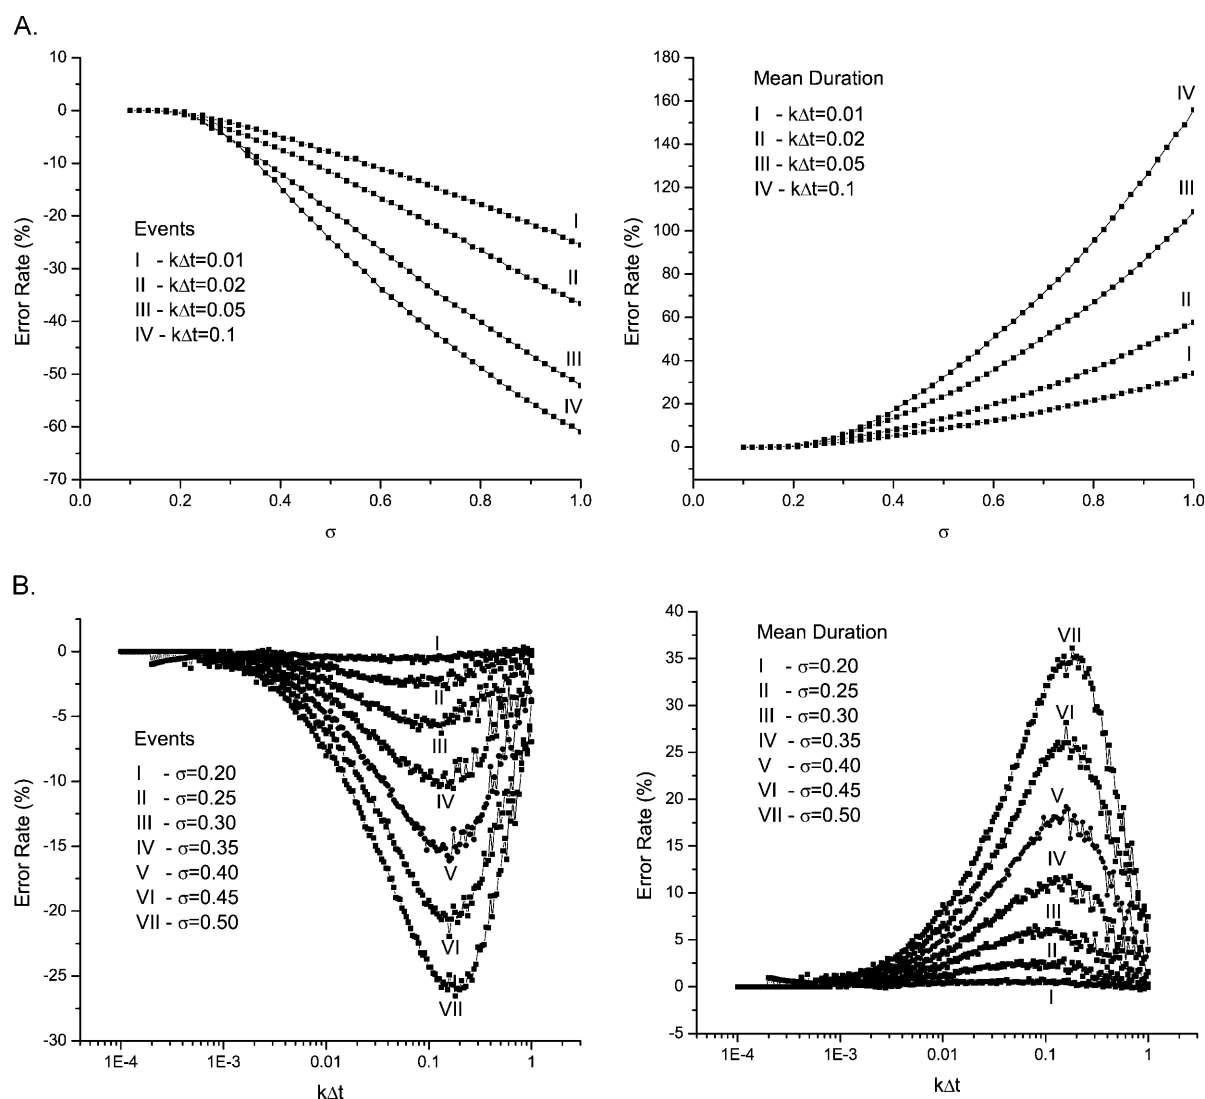 A.
10
0
-10
-20
-30
-40
-50
-60
-70
Error Rate (%)
Events
I - kΔt=0.01
II - kΔt=0.02
III - kΔt=0.05
IV - kΔt=0.1
I
II
III
IV
0.0 0.2 0.4 0.6 0.8 1.0
σ
180
160
140
120
100
80
60
40
20
0
Error Rate (%)
Mean Duration
I - kΔt=0.01
II - kΔt=0.02
III - kΔt=0.05
IV - kΔt=0.1
IV
III
II
I
0.0 0.2 0.4 0.6 0.8 1.0
σ
B.
0
-5
-10
-15
-20
-25
-30
Error Rate (%)
Events
I - σ=0.20
II - σ=0.25
III - σ=0.30
IV - σ=0.35
V - σ=0.40
VI - σ=0.45
VII - σ=0.50
I
II
III
IV
V
VI
VII
1E-4 1E-3 0.01 0.1 1
kΔt
40
35
30
25
20
15
10
5
0
-5
Error Rate (%)
Mean Duration
I - σ=0.20
II - σ=0.25
III - σ=0.30
IV - σ=0.35
V - σ=0.40
VI - σ=0.45
VII - σ=0.50
VII
VI
V
IV
III
II
I
1E-4 1E-3 0.01 0.1 1
kΔt